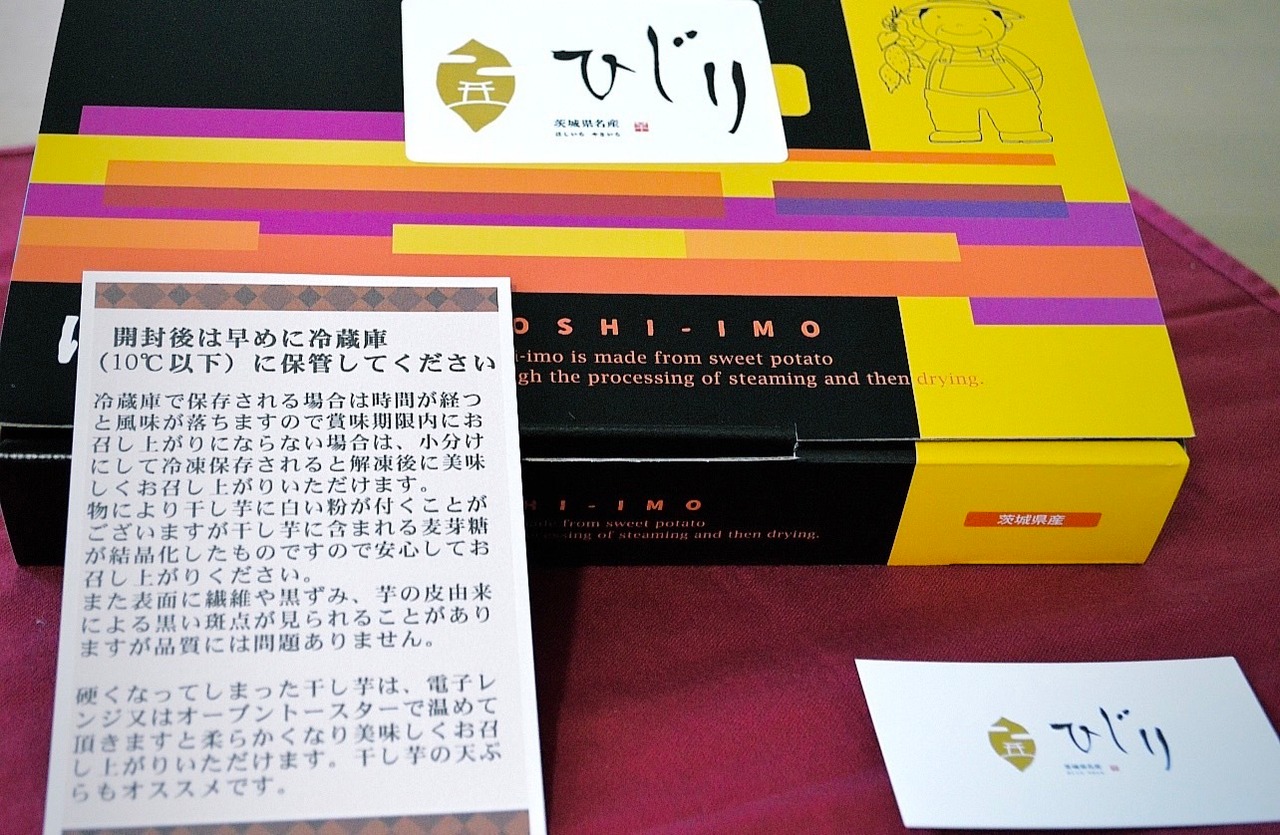 ひじり
茨城県名産
ほしいも やきいも
OSHI-IMO
-imo is made from sweet potato
gh the processing of steaming and then drying.
HI-IMO
from sweet potato
essing of steaming and then drying.
茨城県産
開封後は早めに冷蔵庫
(10℃以下)に保管してください
冷蔵庫で保存される場合は時間が経つ
と風味が落ちますので賞味期限内にお
召し上がりにならない場合は、小分け
にして冷凍保存されると解凍後に美味
しくお召し上がりいただけます。
物により干し芋に白い粉が付くことが
ございますが干し芋に含まれる麦芽糖
が結晶化したものですので安心してお
召し上がりください。
また表面に繊維や黒ずみ、芋の皮由来
による黒い斑点が見られることがあり
ますが品質には問題ありません。
硬くなってしまった干し芋は、電子レ
ンジ又はオーブントースターで温めて
頂きますと柔らかくなり美味しくお召
し上がりいただけます。干し芋の天ぷ
らもオススメです。
ひじり
茨城県名産